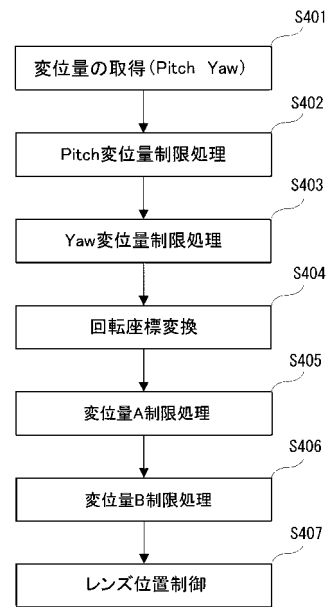 S401
変位量の取得(Pitch Yaw)
S402
Pitch変位量制限処理
S403
Yaw変位量制限処理
S404
回転座標変換
S405
変位量A制限処理
S406
変位量B制限処理
S407
レンズ位置制御